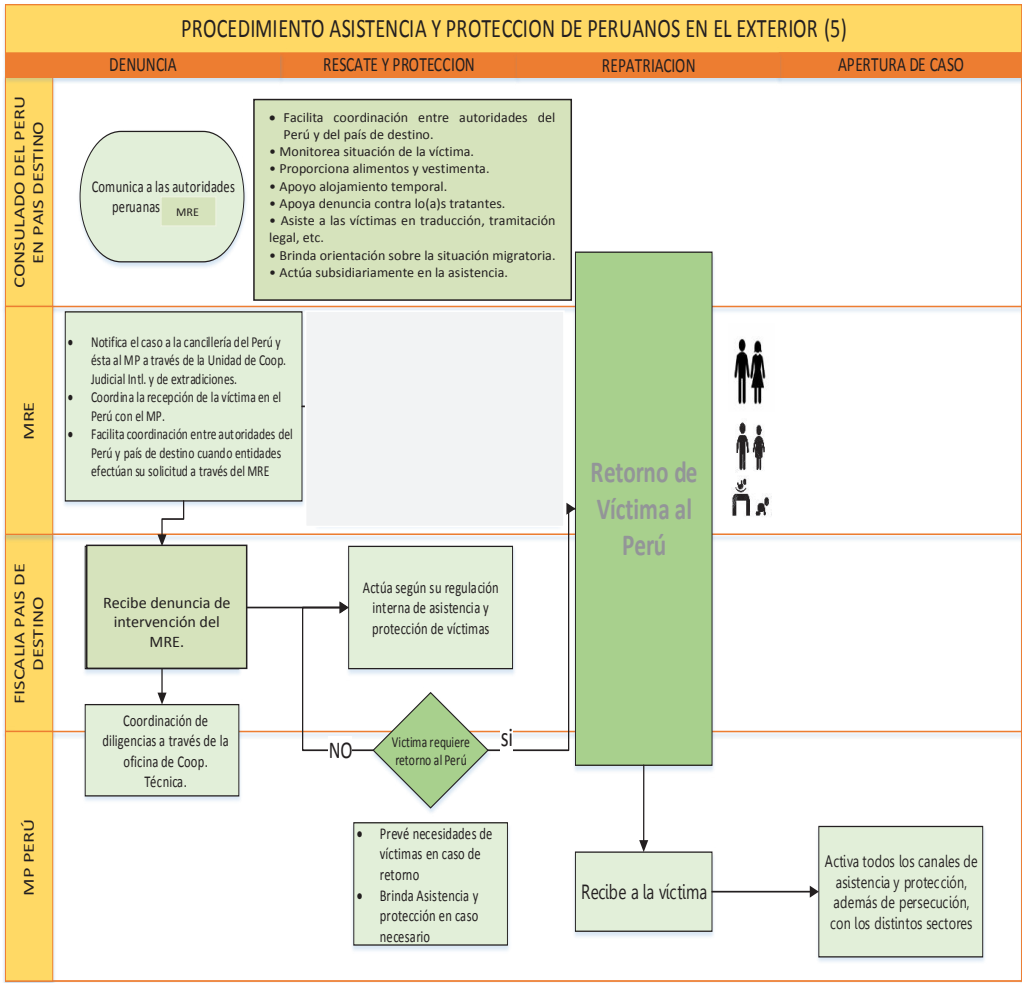 PROCEDIMIENTO ASISTENCIA Y PROTECCION DE PERUANOS EN EL EXTERIOR (5)
DENUNCIA
RESCATE Y PROTECCION
REPATRIACION
APERTURA DE CASO
CONSULADO DEL PERU
EN PAIS DESTINO
Comunica a las autoridades
peruanas MRE
• Facilita coordinación entre autoridades del
Perú y del país de destino.
• Monitorea situación de la víctima.
• Proporciona alimentos y vestimenta.
• Apoyo alojamiento temporal.
• Apoya denuncia contra lo(a)s tratantes.
• Asiste a las víctimas en traducción, tramitación
legal, etc.
• Brinda orientación sobre la situación migratoria.
• Actúa subsidiariamente en la asistencia.
MRE
• Notifica el caso a la cancillería del Perú y
ésta al MP a través de la Unidad de Coop.
Judicial Intl. y de extradiciones.
• Coordina la recepción de la víctima en el
Perú con el MP.
• Facilita coordinación entre autoridades del
Perú y país de destino cuando entidades
efectúan su solicitud a través del MRE
Retorno de
Víctima al
Perú
FISCALIA PAIS DE
DESTINO
Recibe denuncia de
intervención del
MRE.
Actúa según su regulación
interna de asistencia y
protección de víctimas
Coordinación de
diligencias a través de la
oficina de Coop.
Técnica.
NO
Victima requiere
retorno al Perú
si
MP PERÚ
• Prevé necesidades de
víctimas en caso de
retorno
• Brinda Asistencia y
protección en caso
necesario
Recibe a la víctima
Activa todos los canales de
asistencia y protección,
además de persecución,
con los distintos sectores